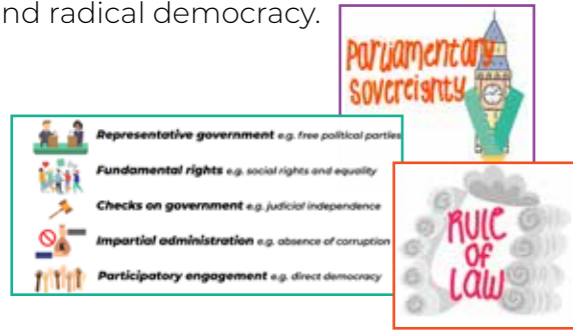 nd radical democracy.
Parliamentary
Sovereignty
Representative government e.g. free political parties
Fundamental rights e.g. social rights and equality
Checks on government e.g. judicial independence
Impartial administration e.g. absence of corruption
Participatory engagement e.g. direct democracy
RULE
OF
LAW